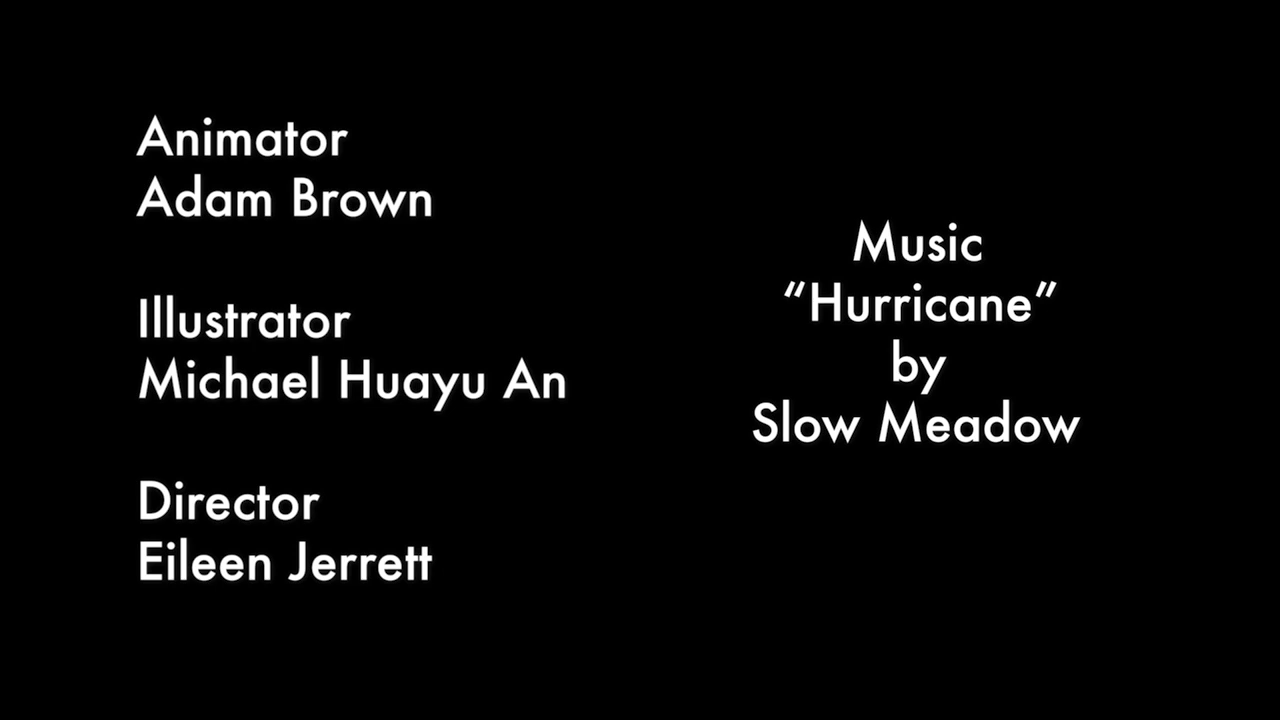 Animator
Adam Brown
Illustrator
Michael Huayu An
Director
Eileen Jerrett
Music
“Hurricane”
by
Slow Meadow